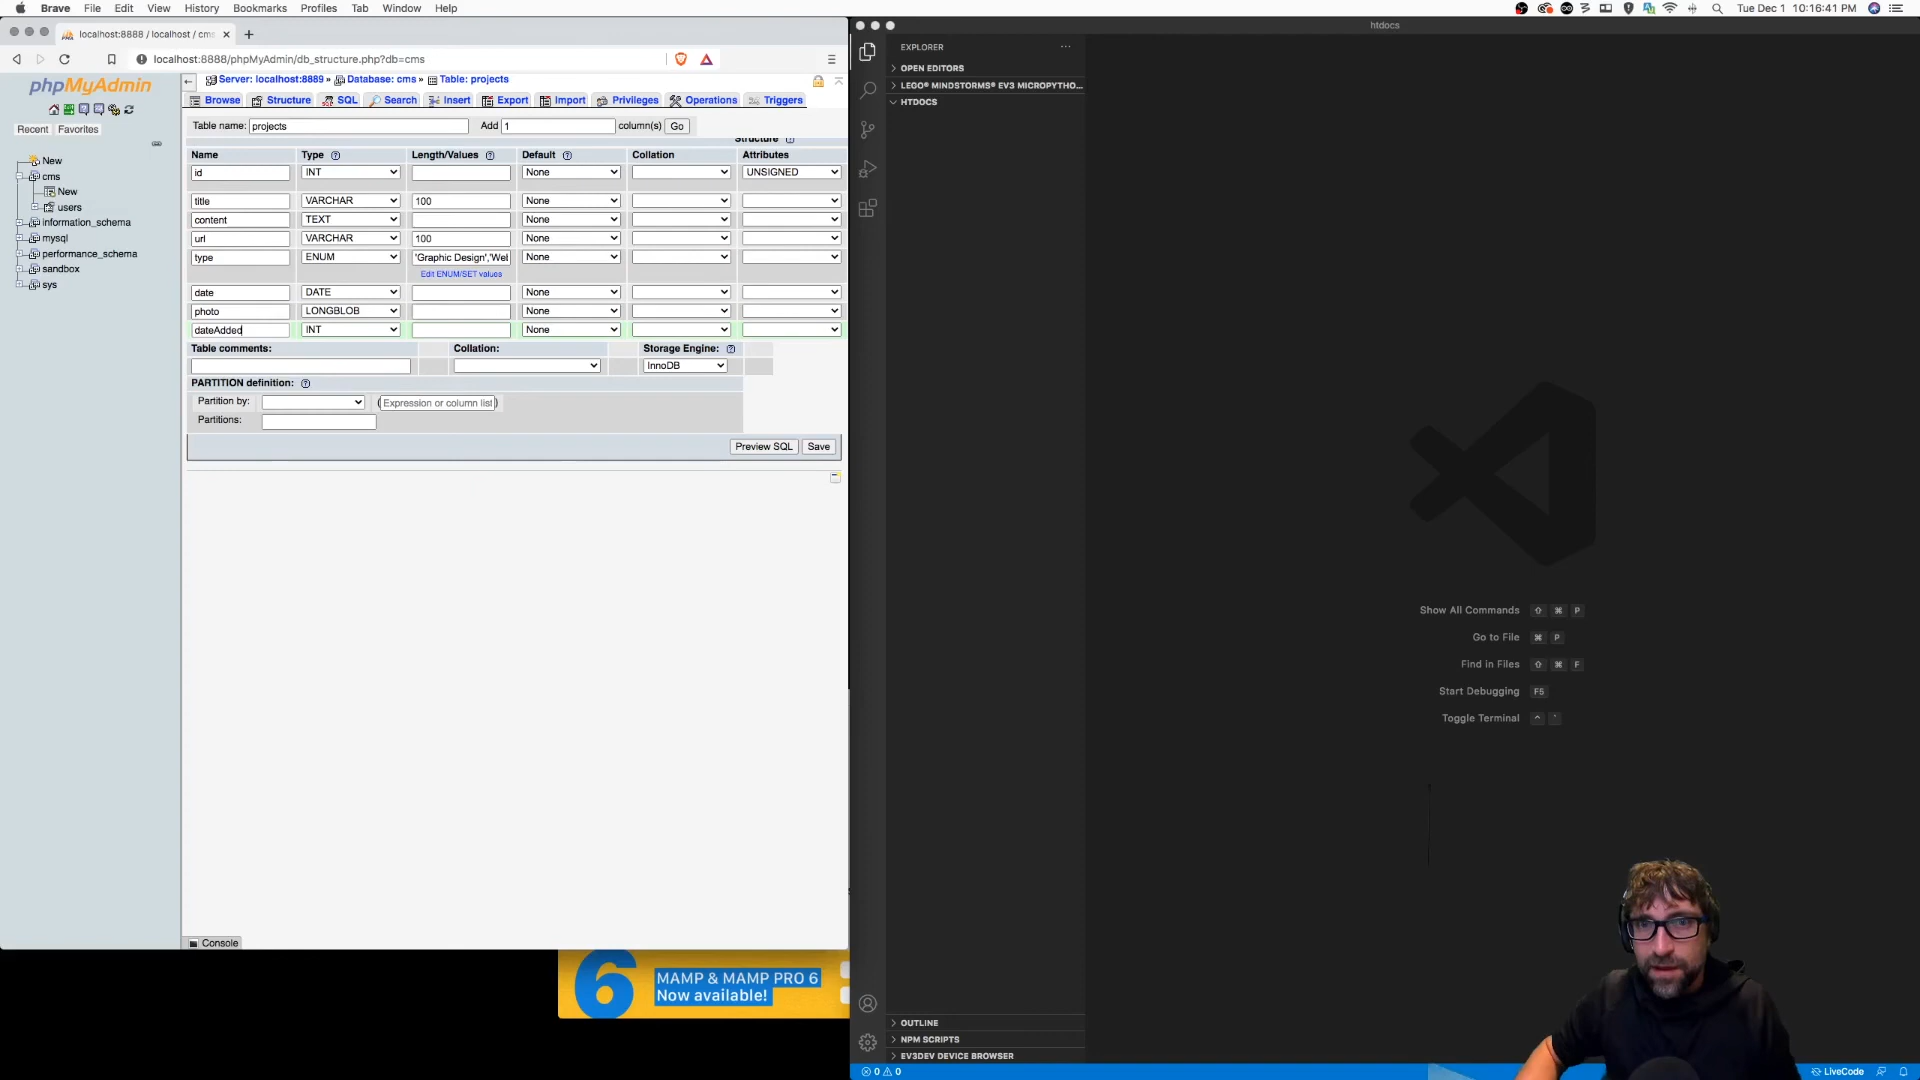 Brave File Edit View History Bookmarks Profiles Tab Window Help
Tue Dec 1 10:16:41 PM
localhost:8888 / localhost / cms
localhost:8888/phpMyAdmin/db_structure.php?db=cms
phpMyAdmin
Recent Favorites
New
cms
New
users
information_schema
mysql
performance_schema
sandbox
sys
Server: localhost:8889 » Database: cms » Table: projects
Browse Structure SQL Search Insert Export Import Privileges Operations Triggers
Table name: projects Add 1 column(s) Go
Structure
Name Type Length/Values Default Collation Attributes
id INT None UNSIGNED
title VARCHAR 100 None
content TEXT None
url VARCHAR 100 None
type ENUM 'Graphic Design','Wel None
Edit ENUM/SET values
date DATE None
photo LONGBLOB None
dateAdded INT None
Table comments: Collation: Storage Engine:
InnoDB
PARTITION definition:
Partition by: (Expression or column list)
Partitions:
Preview SQL Save
Console
6 MAMP & MAMP PRO 6
Now available!
htdocs
EXPLORER
OPEN EDITORS
LEGO® MINDSTORMS® EV3 MICROPYTHO...
HTDOCS
Show All Commands ⇧ ⌘ P
Go to File ⌘ P
Find in Files ⇧ ⌘ F
Start Debugging F5
Toggle Terminal ^ `
OUTLINE
NPM SCRIPTS
EV3DEV DEVICE BROWSER
0 0
LiveCode